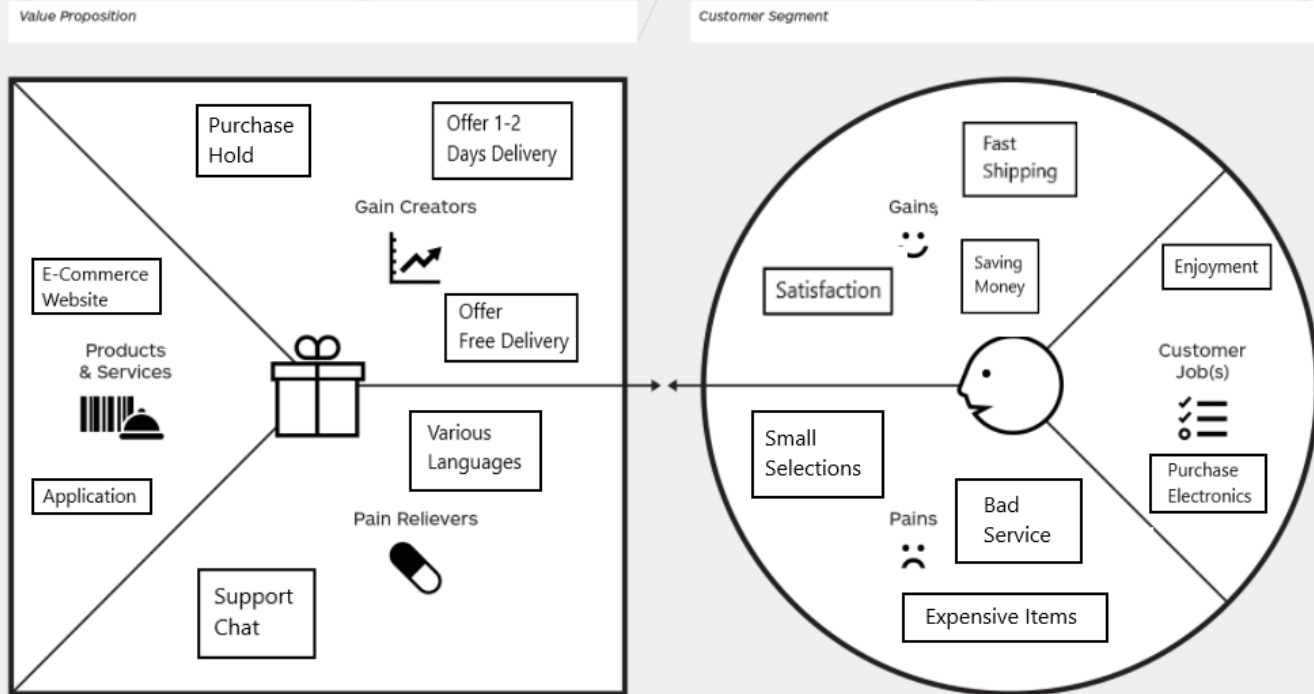 Value Proposition
Customer Segment
Purchase
Hold
Offer 1-2
Days Delivery
Gain Creators
E-Commerce
Website
Offer
Free Delivery
Products
& Services
Various
Languages
Application
Pain Relievers
Support
Chat
Fast
Shipping
Gains
Saving
Money
Satisfaction
Enjoyment
Customer
Job(s)
Small
Selections
Purchase
Electronics
Pains
Bad
Service
Expensive Items